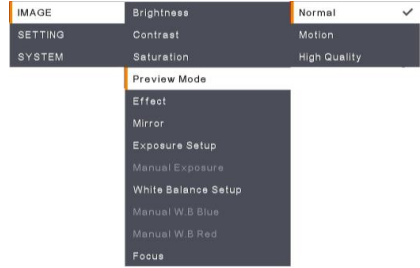 IMAGE
SETTING
SYSTEM
Brightness
Contrast
Saturation
Preview Mode
Effect
Mirror
Exposure Setup
Manual Exposure
White Balance Setup
Manual W.B Blue
Manual W.B Red
Focus
Normal ✓
Motion
High Quality